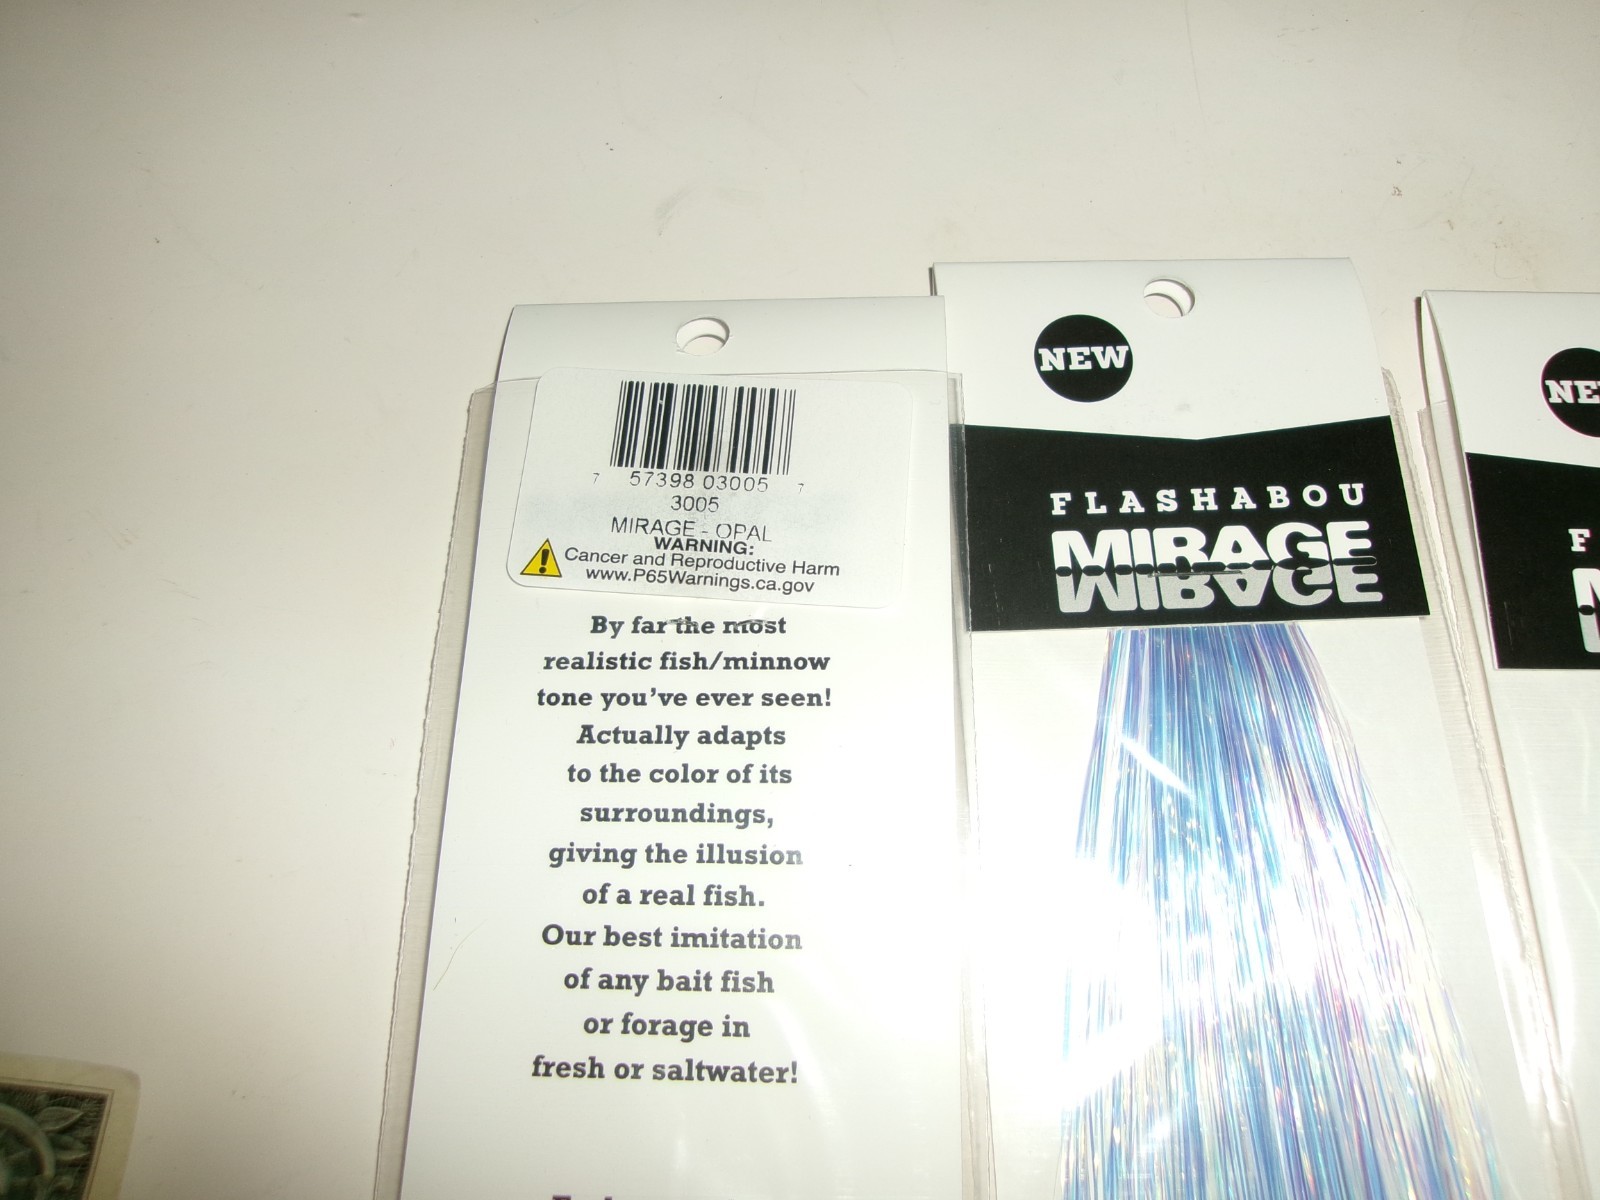 7 57398 03005 7
3005
MIRAGE - OPAL
WARNING:
Cancer and Reproductive Harm
www.P65Warnings.ca.gov
By far the most
realistic fish/minnow
tone you've ever seen!
Actually adapts
to the color of its
surroundings,
giving the illusion
of a real fish.
Our best imitation
of any bait fish
or forage in
fresh or saltwater!
NEW
FLASHABOU
MIRAGE
MIRAGE
NE
F
M